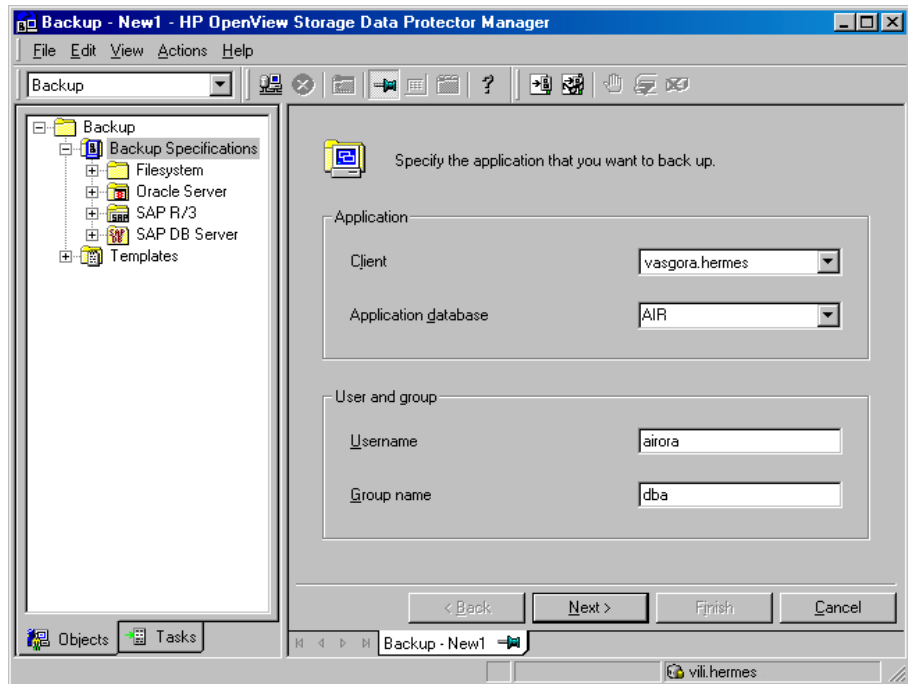 Backup - New1 - HP OpenView Storage Data Protector Manager
File Edit View Actions Help
Backup
Backup
Backup Specifications
Filesystem
Oracle Server
SAP R/3
SAP DB Server
Templates
Objects
Tasks
Specify the application that you want to back up.
Application
Client
vasgora.hermes
Application database
AIR
User and group
Username
airora
Group name
dba
< Back
Next >
Finish
Cancel
Backup - New1
vili.hermes